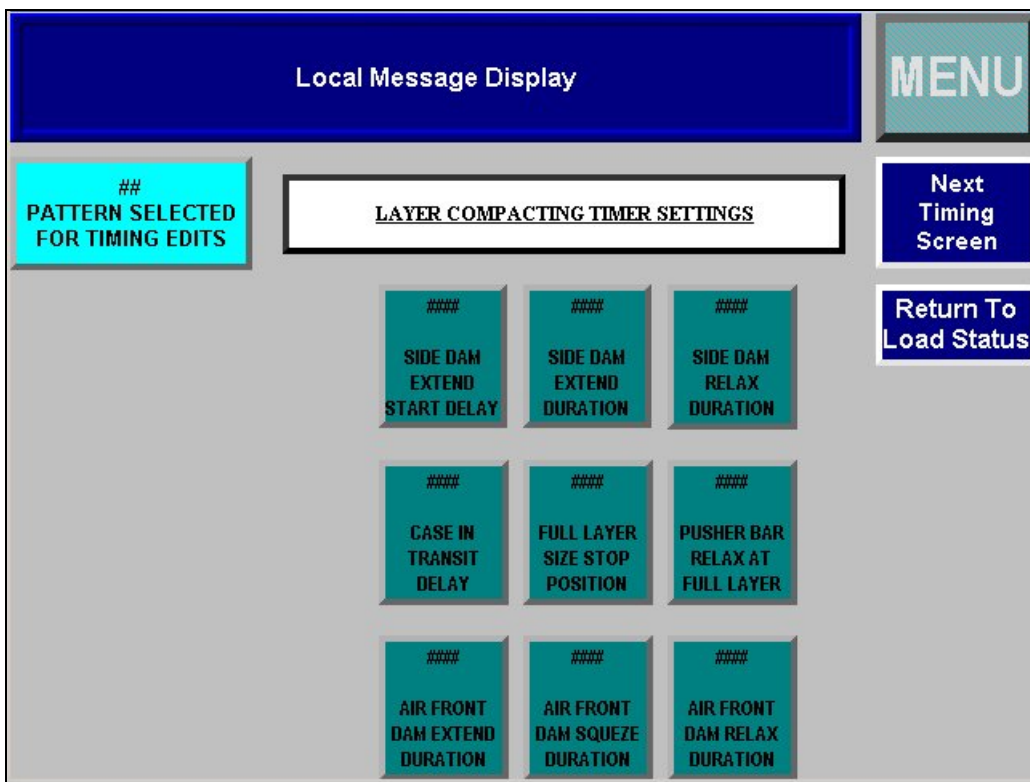 Local Message Display
MENU
##
PATTERN SELECTED
FOR TIMING EDITS
LAYER COMPACTING TIMER SETTINGS
Next
Timing
Screen
Return To
Load Status
####
SIDE DAM
EXTEND
START DELAY
####
SIDE DAM
EXTEND
DURATION
####
SIDE DAM
RELAX
DURATION
####
CASE IN
TRANSIT
DELAY
####
FULL LAYER
SIZE STOP
POSITION
####
PUSHER BAR
RELAX AT
FULL LAYER
####
AIR FRONT
DAM EXTEND
DURATION
####
AIR FRONT
DAM SQUEZE
DURATION
####
AIR FRONT
DAM RELAX
DURATION